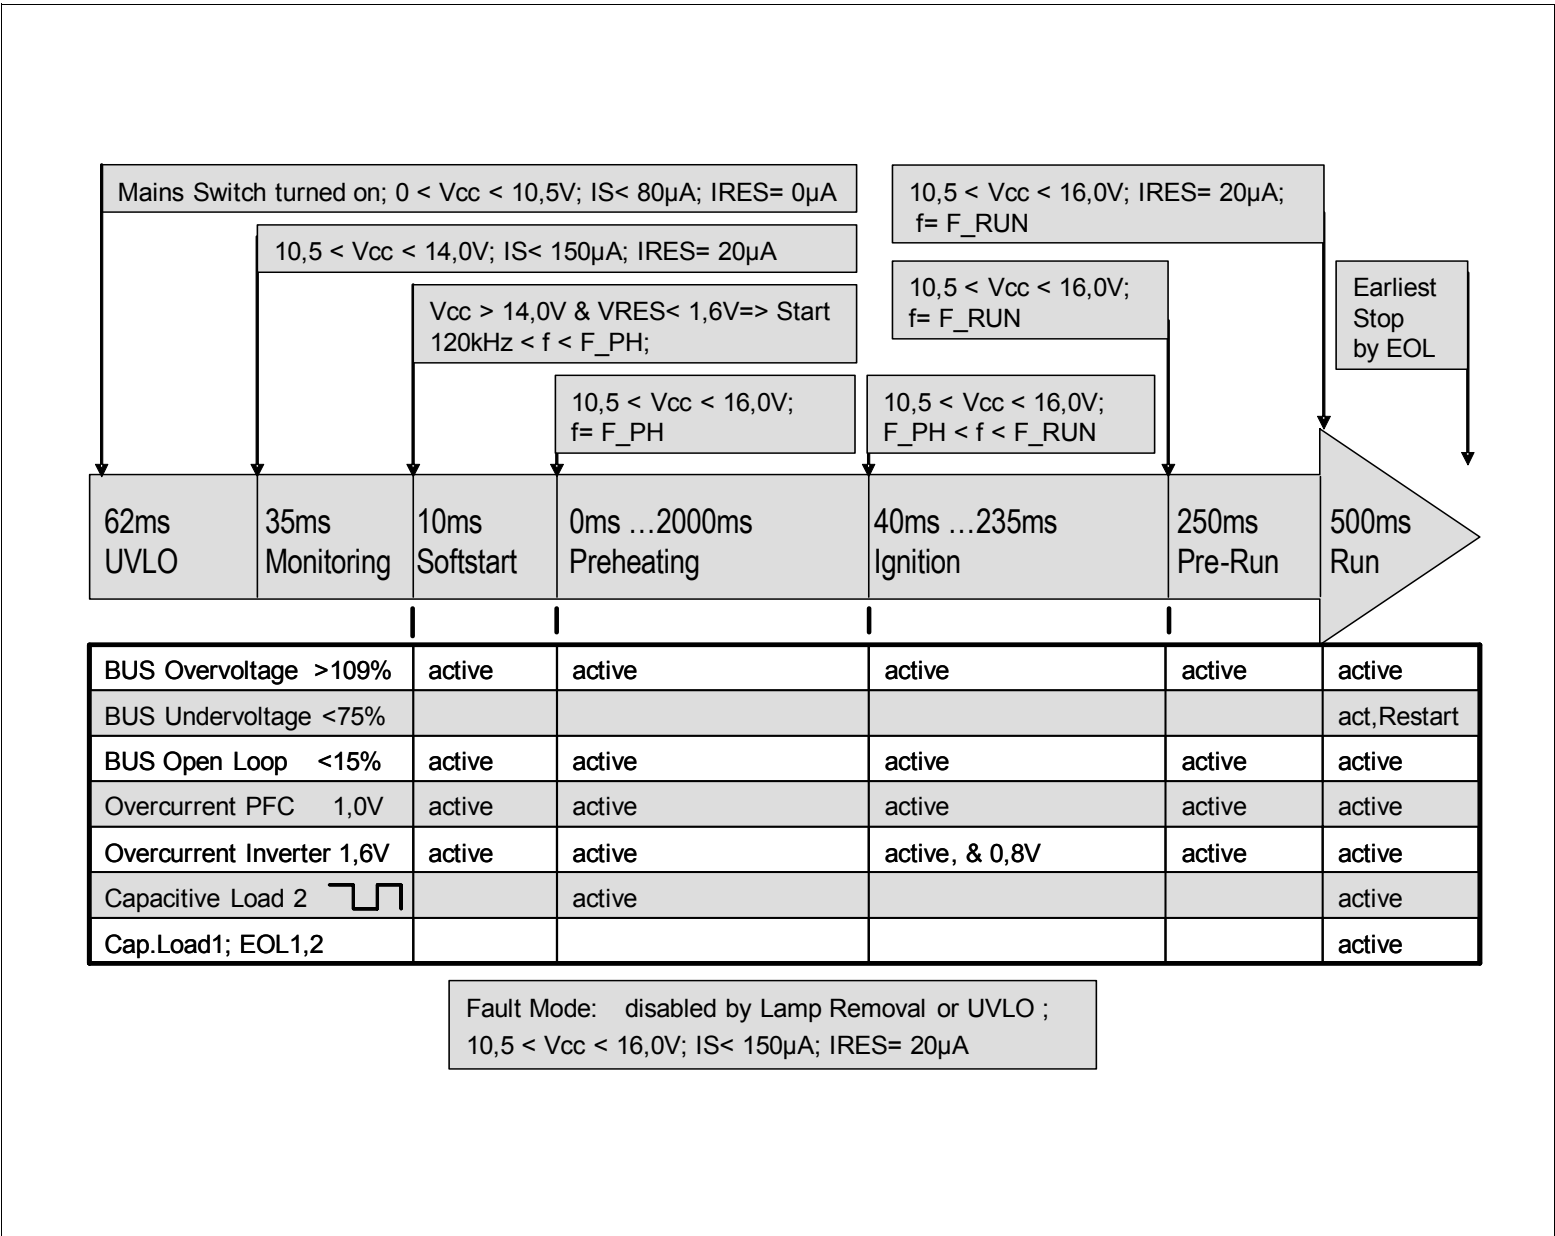 Mains Switch turned on; 0 < Vcc < 10,5V; IS< 80µA; IRES= 0µA
10,5 < Vcc < 14,0V; IS< 150µA; IRES= 20µA
Vcc > 14,0V & VRES< 1,6V=> Start
120kHz < f < F_PH;
10,5 < Vcc < 16,0V;
f= F_PH
10,5 < Vcc < 16,0V; IRES= 20µA;
f= F_RUN
10,5 < Vcc < 16,0V;
f= F_RUN
10,5 < Vcc < 16,0V;
F_PH < f < F_RUN
Earliest
Stop
by EOL
62ms
UVLO
35ms
Monitoring
10ms
Softstart
0ms …2000ms
Preheating
40ms …235ms
Ignition
250ms
Pre-Run
500ms
Run
BUS Overvoltage >109% active active active active active
BUS Undervoltage <75% act,Restart
BUS Open Loop <15% active active active active active
Overcurrent PFC 1,0V active active active active active
Overcurrent Inverter 1,6V active active active, & 0,8V active active
Capacitive Load 2 active active
Cap.Load1; EOL1,2 active
Fault Mode: disabled by Lamp Removal or UVLO ;
10,5 < Vcc < 16,0V; IS< 150µA; IRES= 20µA